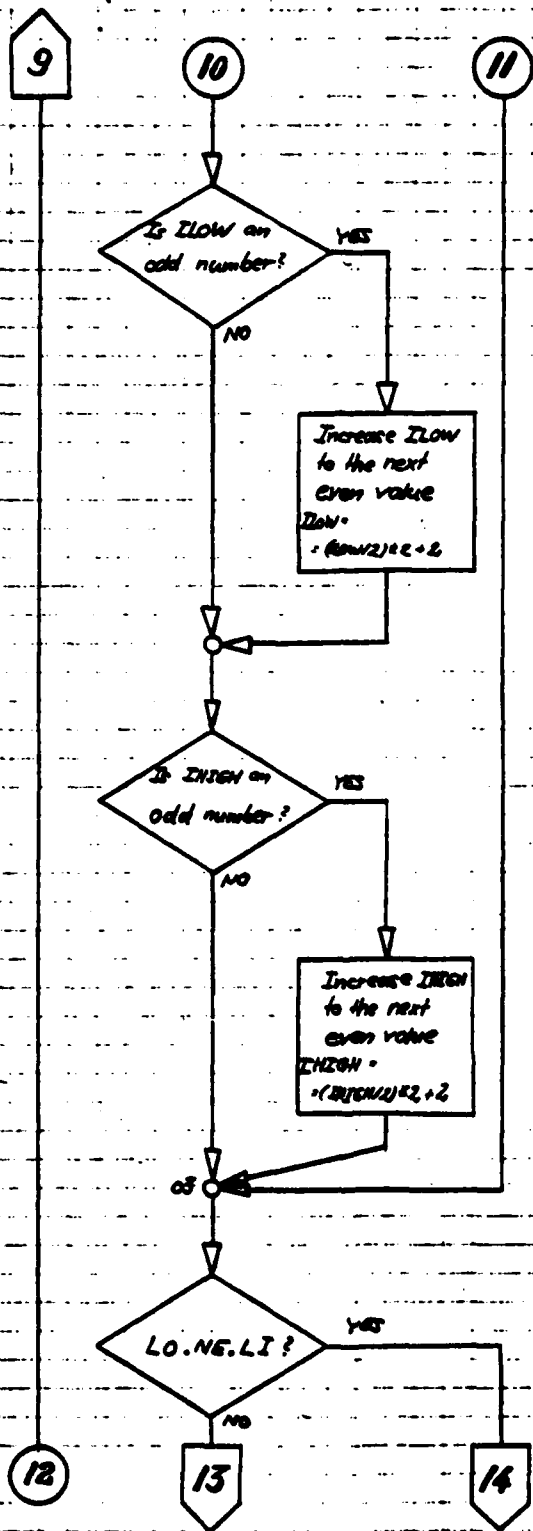 9
10
11
Is ILOW an
odd number?
YES
NO
Increase ILOW
to the next
even value
ILOW =
= (ILOW/2)*2+2
Is IHIGH an
odd number?
YES
NO
Increase IHIGH
to the next
even value
IHIGH =
= (IHIGH/2)*2+2
03
LO.NE.LI?
YES
NO
12
13
14